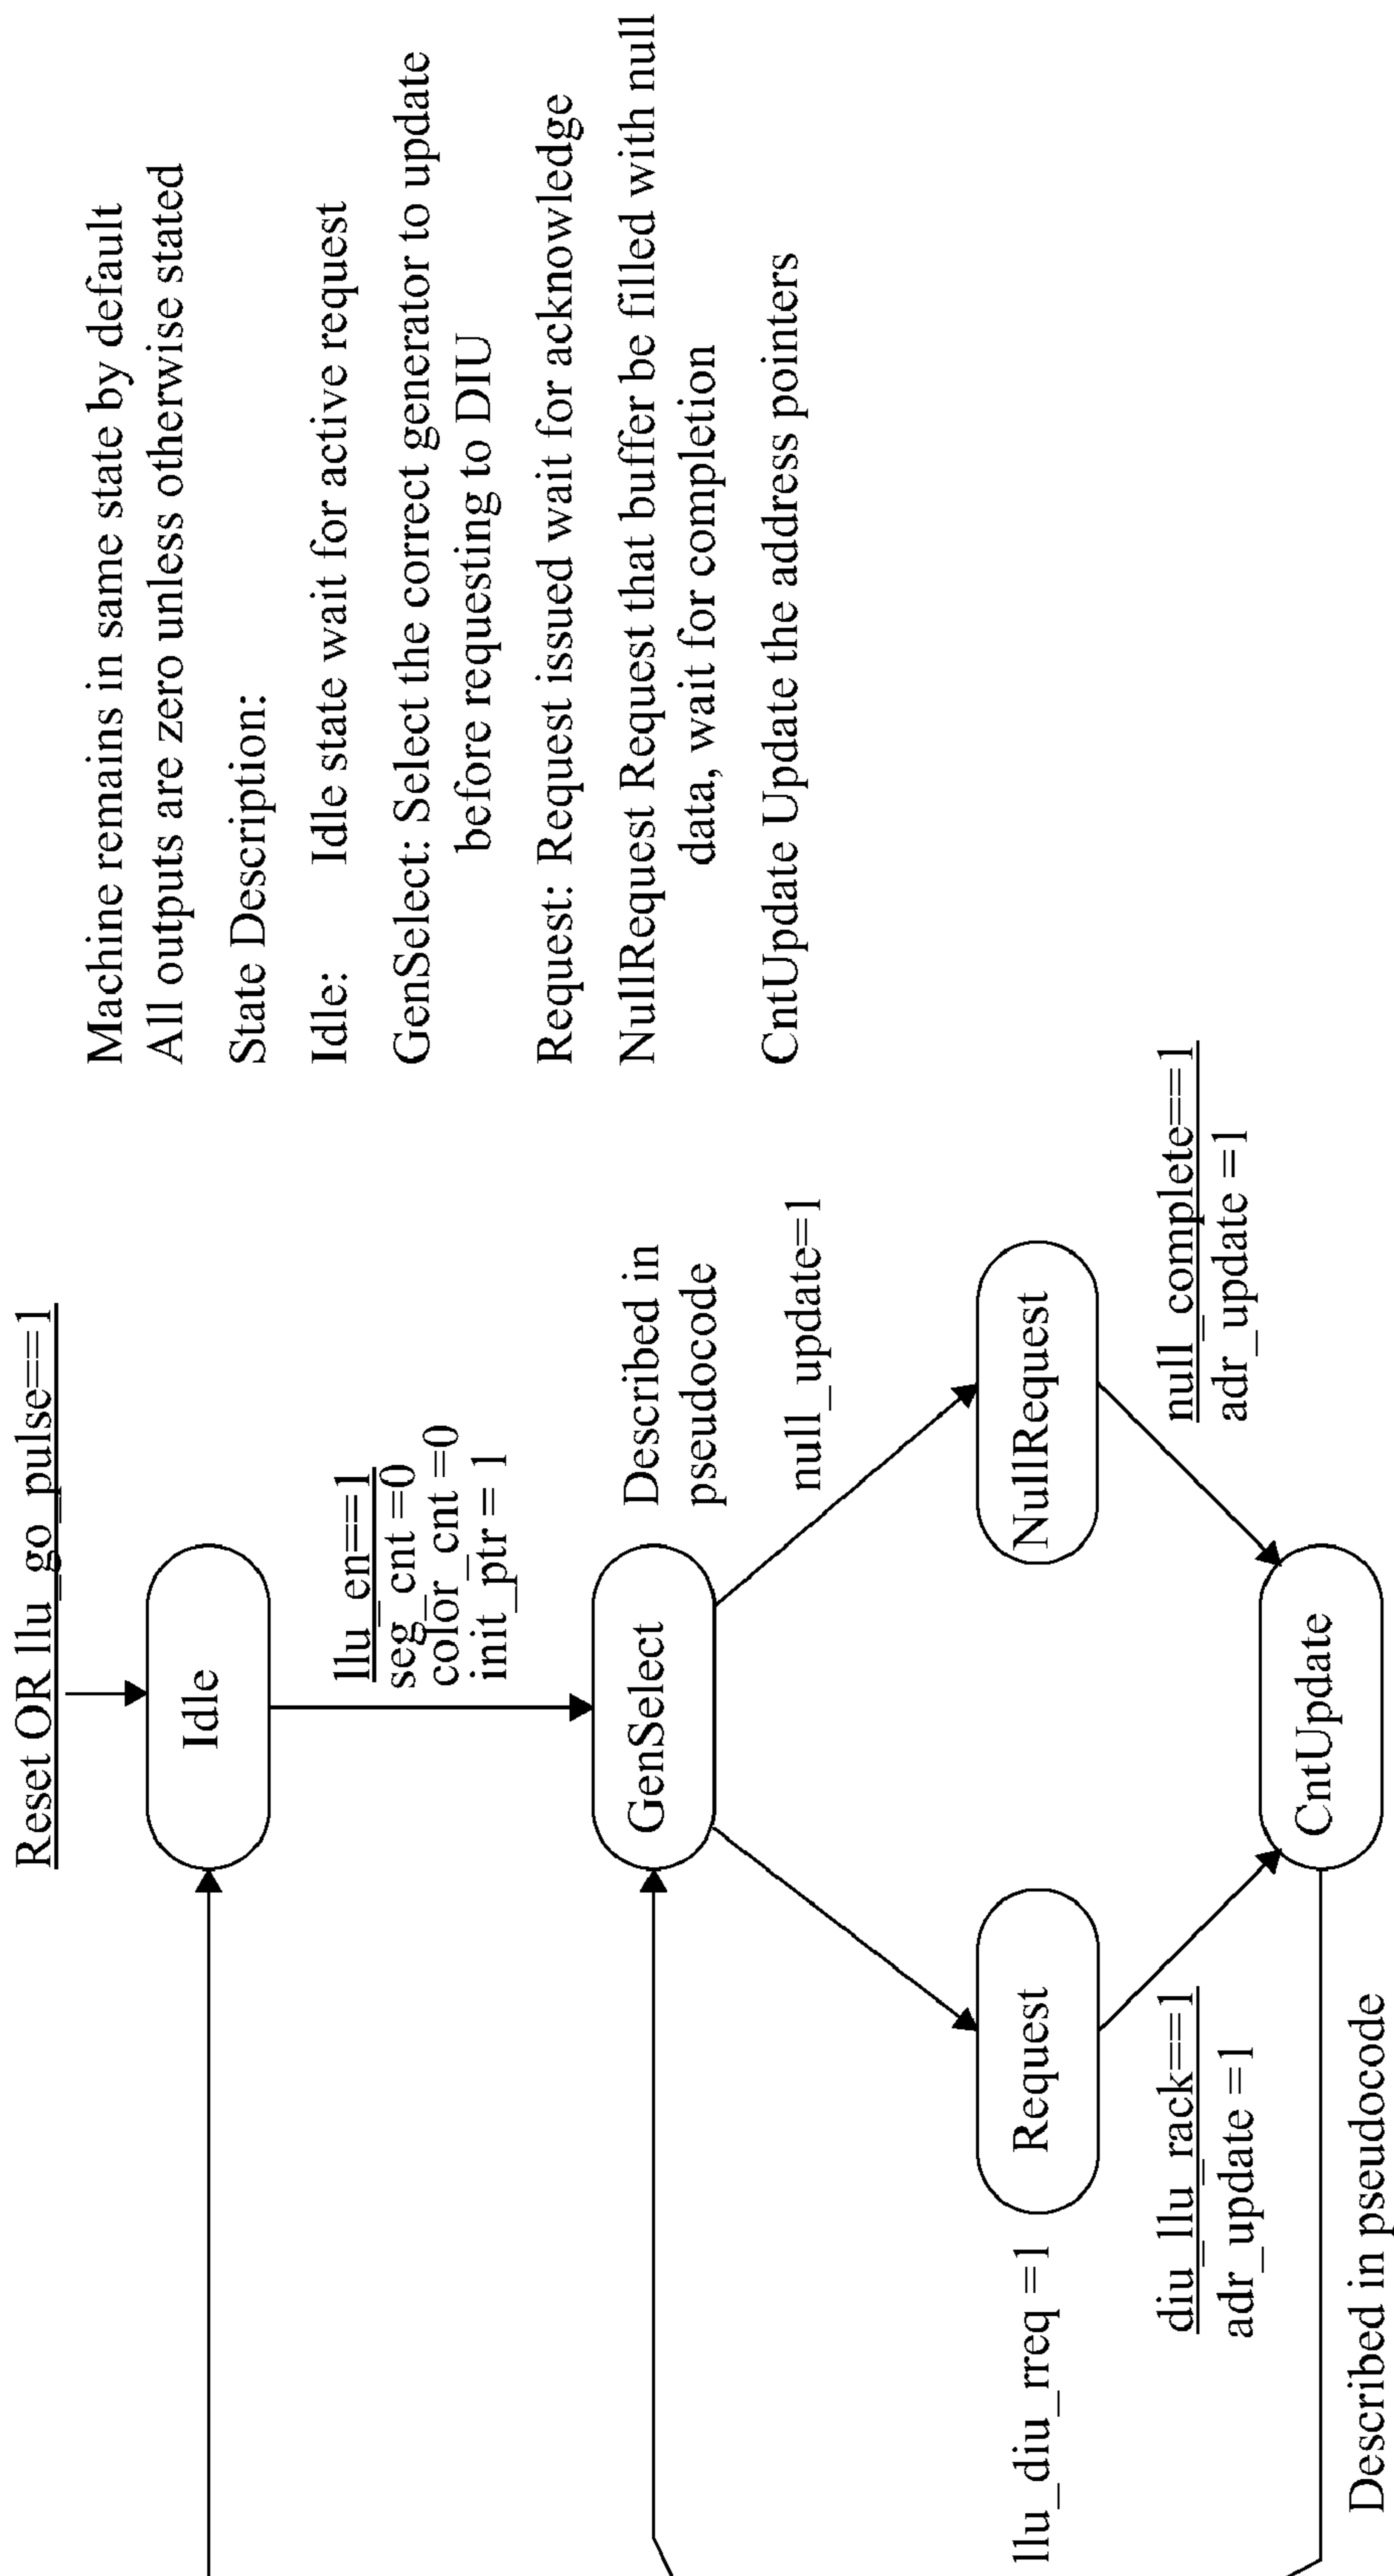 Reset OR llu_go_pulse==1
Idle
llu_en==1
seg_cnt =0
color_cnt =0
init_ptr = 1
GenSelect
Described in
pseudocode
null_update=1
Request
NullRequest
llu_diu_rreq =1
diu_llu_rack==1
adr_update =1
null_complete==1
adr_update =1
CntUpdate
Described in pseudocode
Machine remains in same state by default
All outputs are zero unless otherwise stated
State Description:
Idle: Idle state wait for active request
GenSelect: Select the correct generator to update
before requesting to DIU
Request: Request issued wait for acknowledge
NullRequest Request that buffer be filled with null
data, wait for completion
CntUpdate Update the address pointers